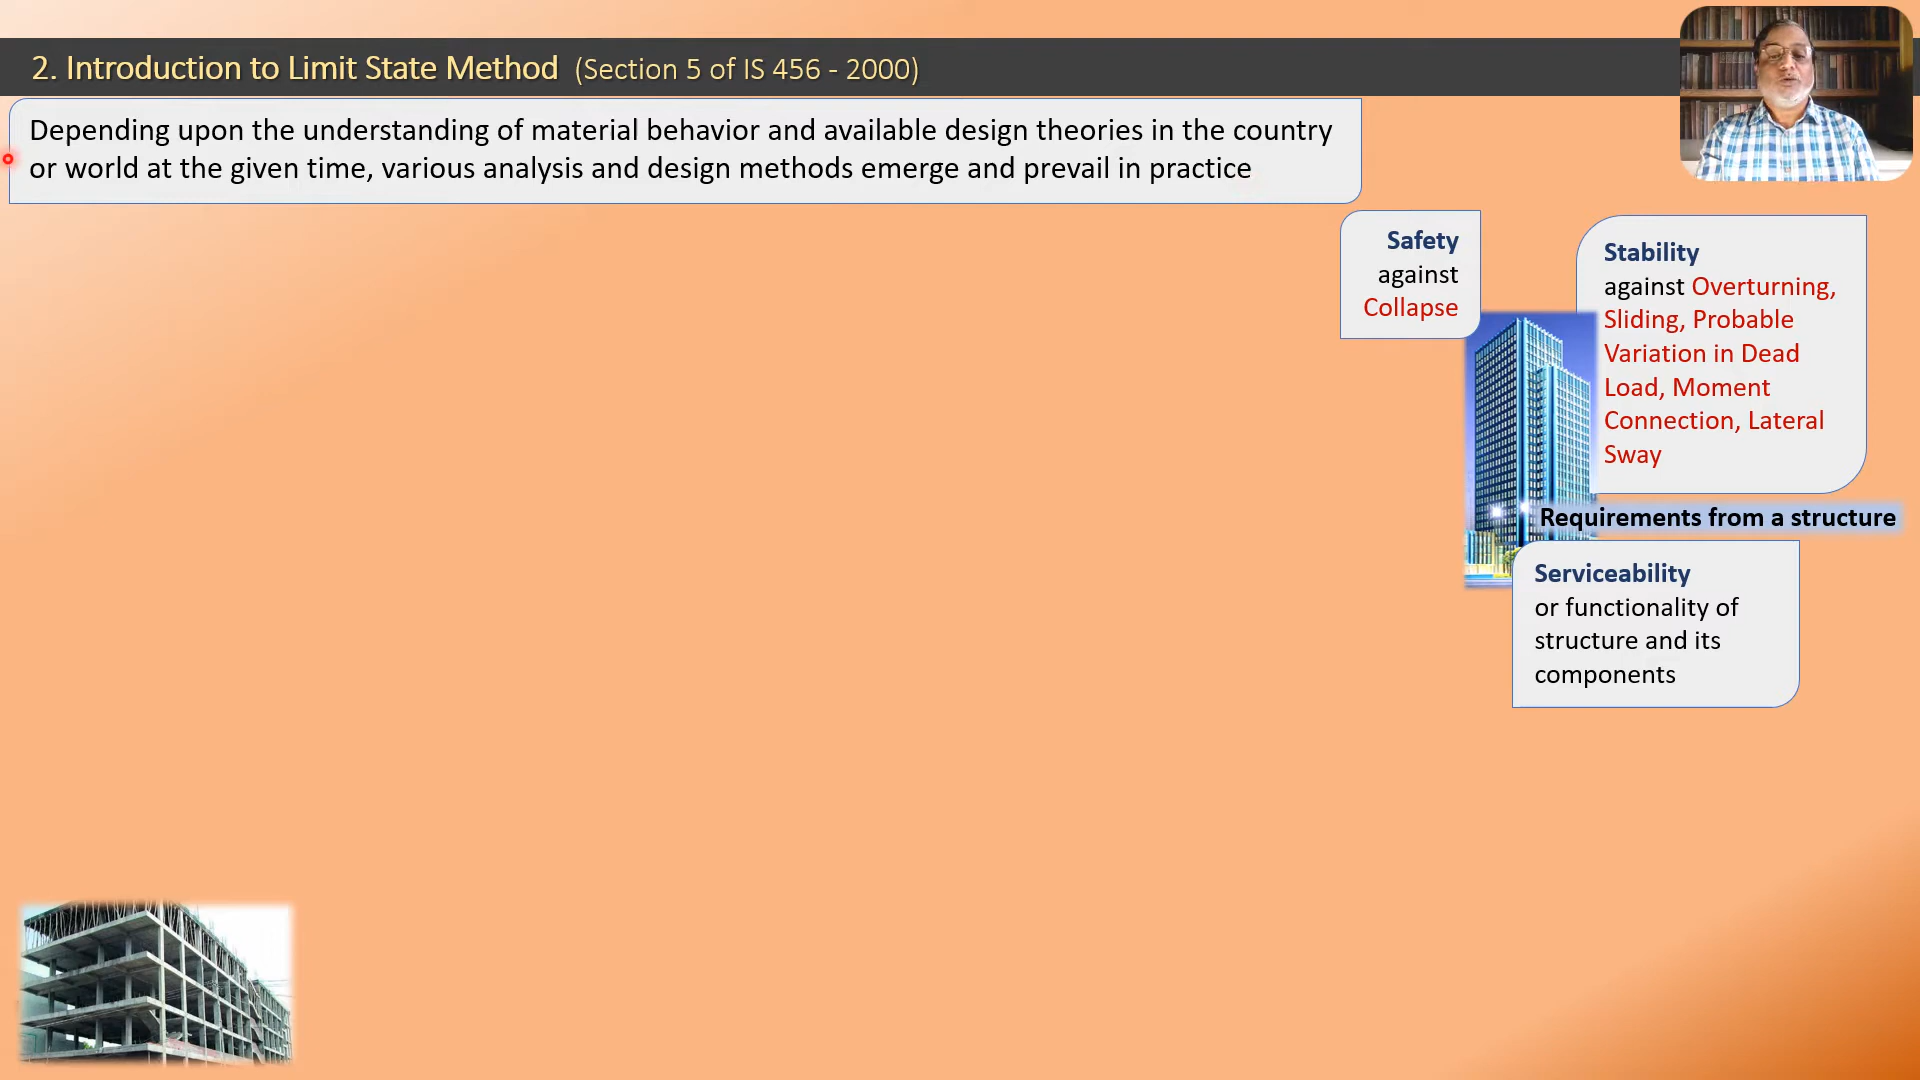 2. Introduction to Limit State Method (Section 5 of IS 456 - 2000)
Depending upon the understanding of material behavior and available design theories in the country
or world at the given time, various analysis and design methods emerge and prevail in practice
Safety
against
Collapse
Stability
against Overturning,
Sliding, Probable
Variation in Dead
Load, Moment
Connection, Lateral
Sway
Requirements from a structure
Serviceability
or functionality of
structure and its
components